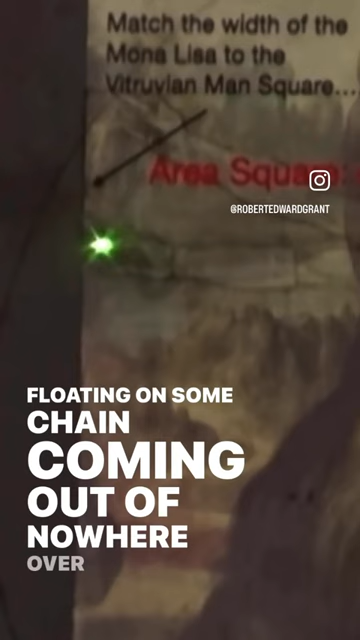 Match the width of the
Mona Lisa to the
Vitruvian Man Square...
Area Square:
@ROBERTEDWARDGRANT
FLOATING ON SOME
CHAIN
COMING
OUT OF
NOWHERE
OVER